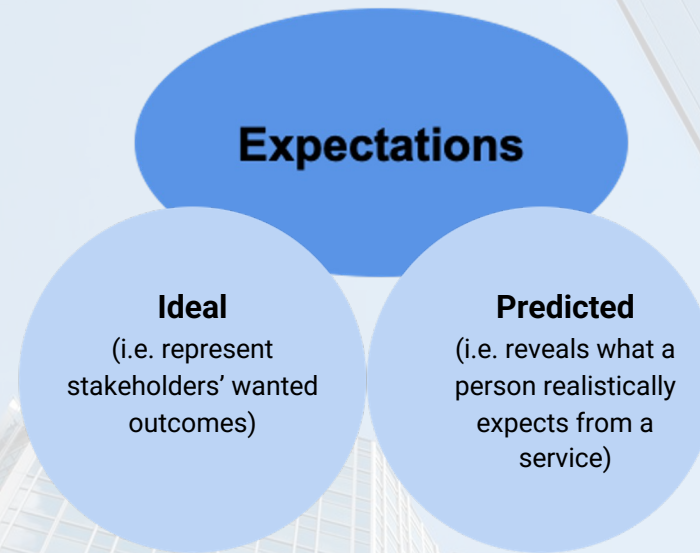 Expectations
Ideal
(i.e. represent
stakeholders’ wanted
outcomes)
Predicted
(i.e. reveals what a
person realistically
expects from a
service)